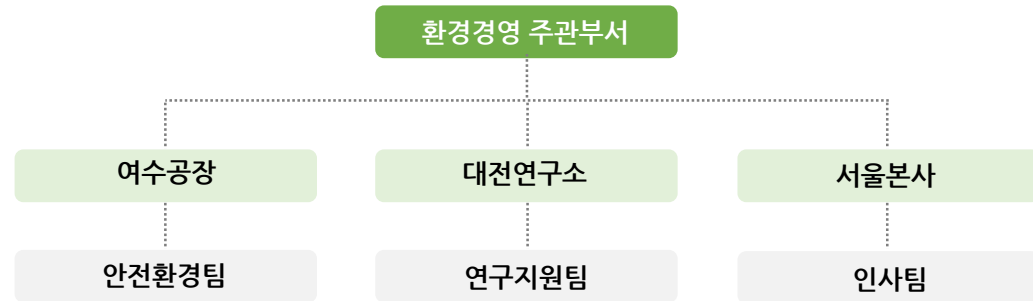 환경경영 주관부서
여수공장
대전연구소
서울본사
안전환경팀
연구지원팀
인사팀